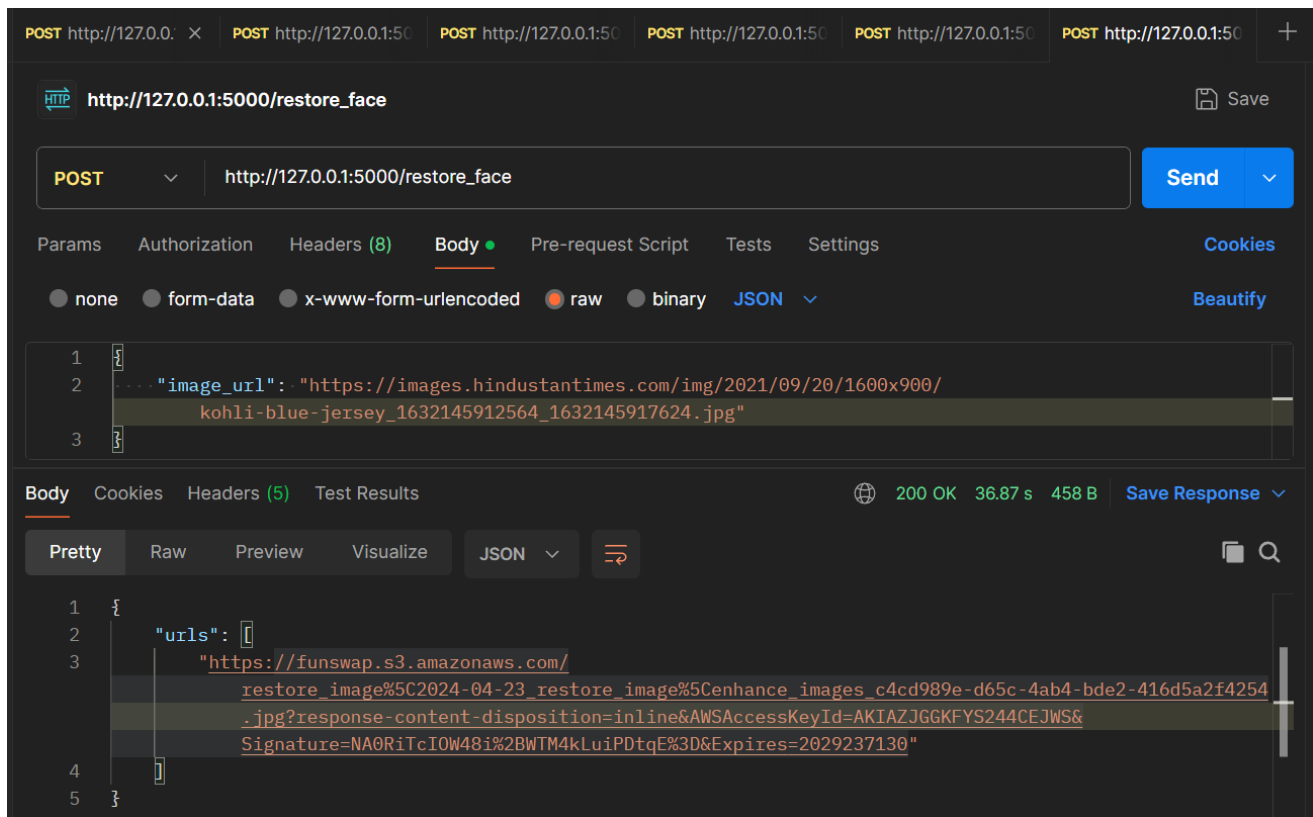 POST http://127.0.0. POST http://127.0.0.1:50 POST http://127.0.0.1:50 POST http://127.0.0.1:50 POST http://127.0.0.1:50 POST http://127.0.0.1:50
HTTP http://127.0.0.1:5000/restore_face Save
POST http://127.0.0.1:5000/restore_face Send
Params Authorization Headers (8) Body Pre-request Script Tests Settings Cookies
none form-data x-www-form-urlencoded raw binary JSON Beautify
1 {
2 "image_url": "https://images.hindustantimes.com/img/2021/09/20/1600x900/
kohli-blue-jersey_1632145912564_1632145917624.jpg"
3 }
Body Cookies Headers (5) Test Results 200 OK 36.87 s 458 B Save Response
Pretty Raw Preview Visualize JSON
1 {
2 "urls": [
3 "https://funswap.s3.amazonaws.com/
restore_image%5C2024-04-23_restore_image%5Cenhance_images_c4cd989e-d65c-4ab4-bde2-416d5a2f4254
.jpg?response-content-disposition=inline&AWSAccessKeyId=AKIAZJGGKFYS244CEJWS&
Signature=NA0RiTcIOW48i%2BWTM4kLuiPDtqE%3D&Expires=2029237130"
4 ]
5 }